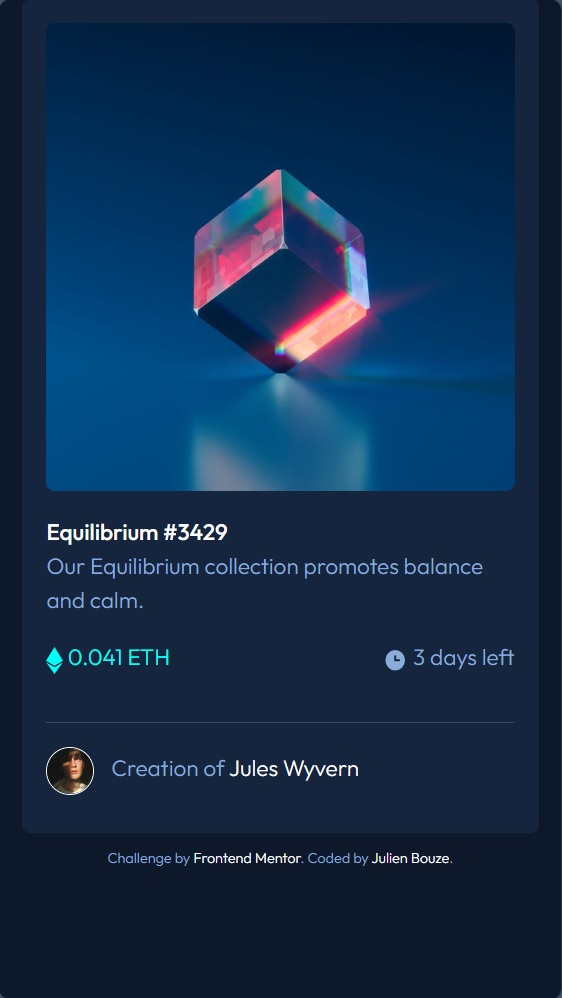 Equilibrium #3429
Our Equilibrium collection promotes balance
and calm.
0.041 ETH 3 days left
Creation of Jules Wyvern
Challenge by Frontend Mentor. Coded by Julien Bouze.